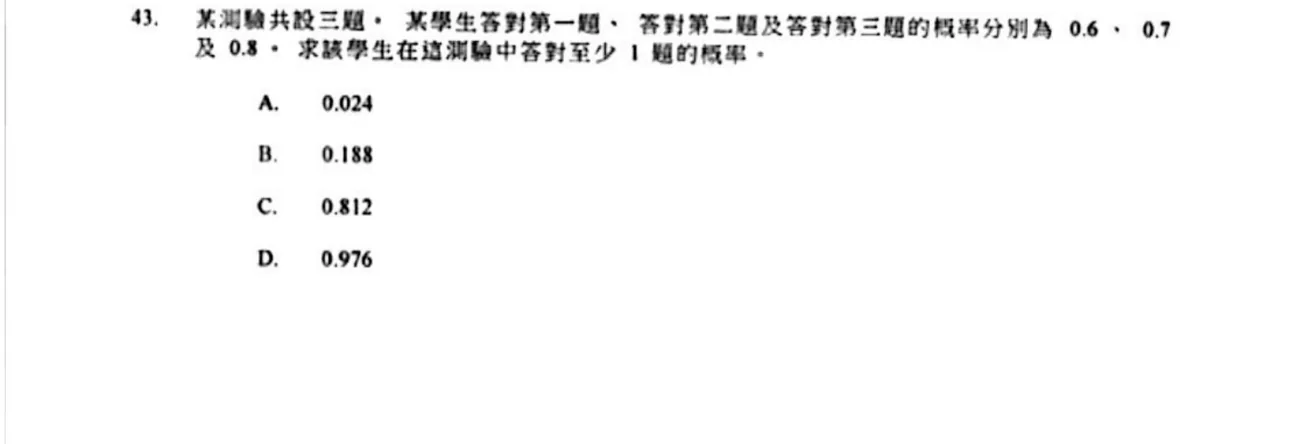 43. 某測驗共設三題。 某學生答對第一題、 答對第二題及答對第三題的概率分別為 0.6 、 0.7
及 0.8 。 求該學生在這測驗中答對至少 1 題的概率。
A. 0.024
B. 0.188
C. 0.812
D. 0.976